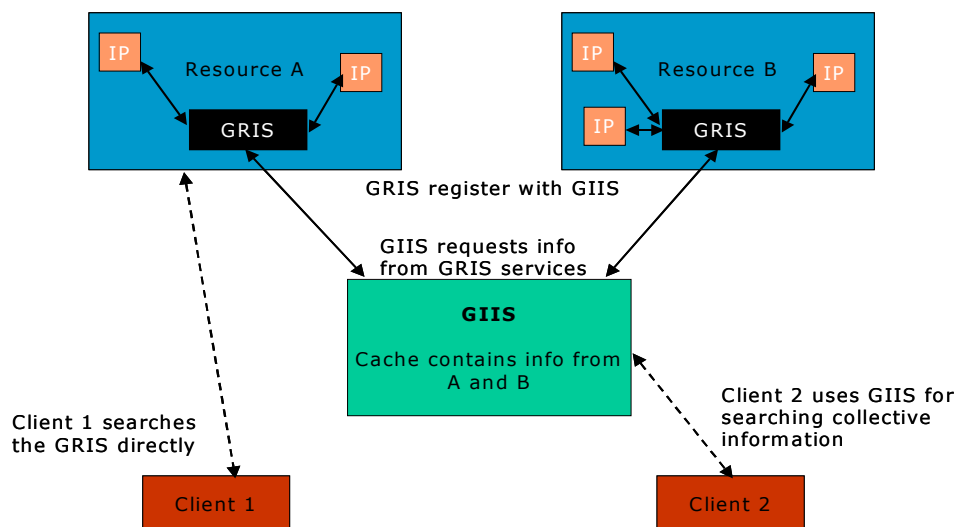 IP
Resource A
IP
GRIS
IP
Resource B
IP
IP
GRIS
GRIS register with GIIS
GIIS requests info
from GRIS services
GIIS
Cache contains info from
A and B
Client 1 searches
the GRIS directly
Client 2 uses GIIS for
searching collective
information
Client 1
Client 2